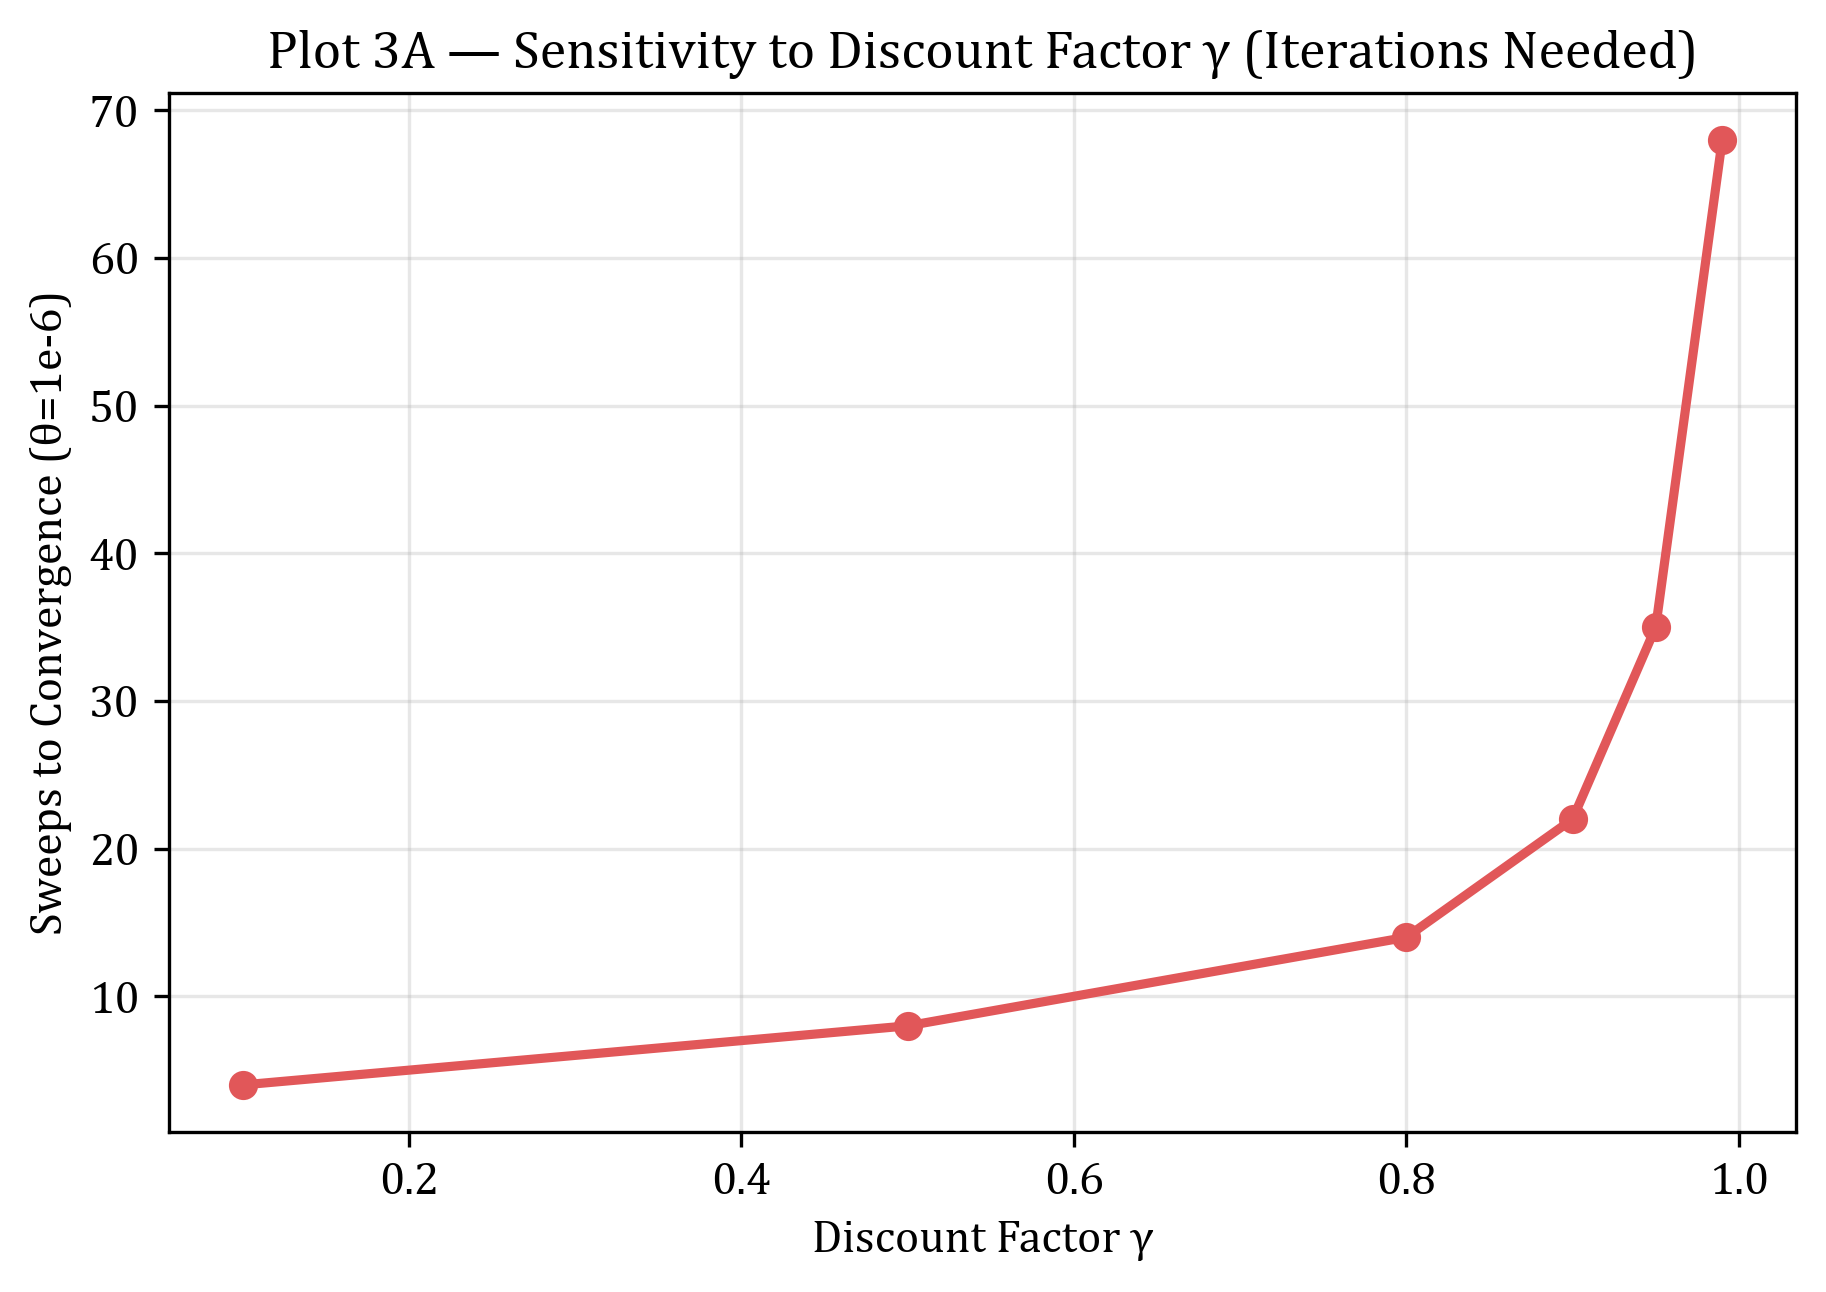 Plot 3A — Sensitivity to Discount Factor γ (Iterations Needed)
70
60
50
40
30
20
10
Sweeps to Convergence (θ=1e-6)
0.2 0.4 0.6 0.8 1.0
Discount Factor γ